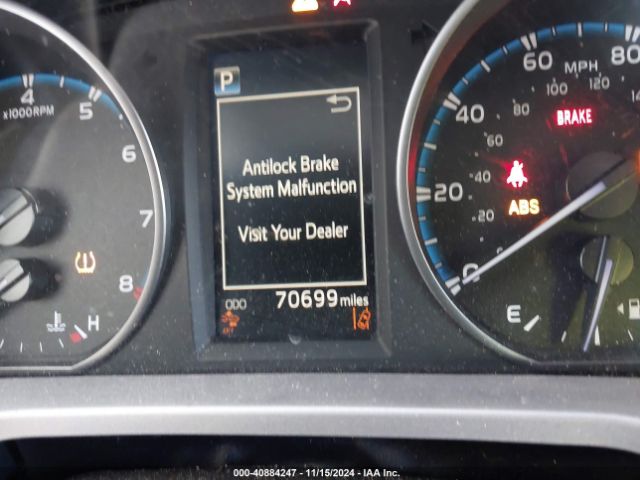 P
Antilock Brake
System Malfunction
Visit Your Dealer
ODO 70699 miles
x1000RPM
4
5
6
7
8
H
MPH
0
20
40
60
80
20
40
60
80
100
120
BRAKE
ABS
E
OFF
000-40884247 - 11/15/2024 - IAA Inc.